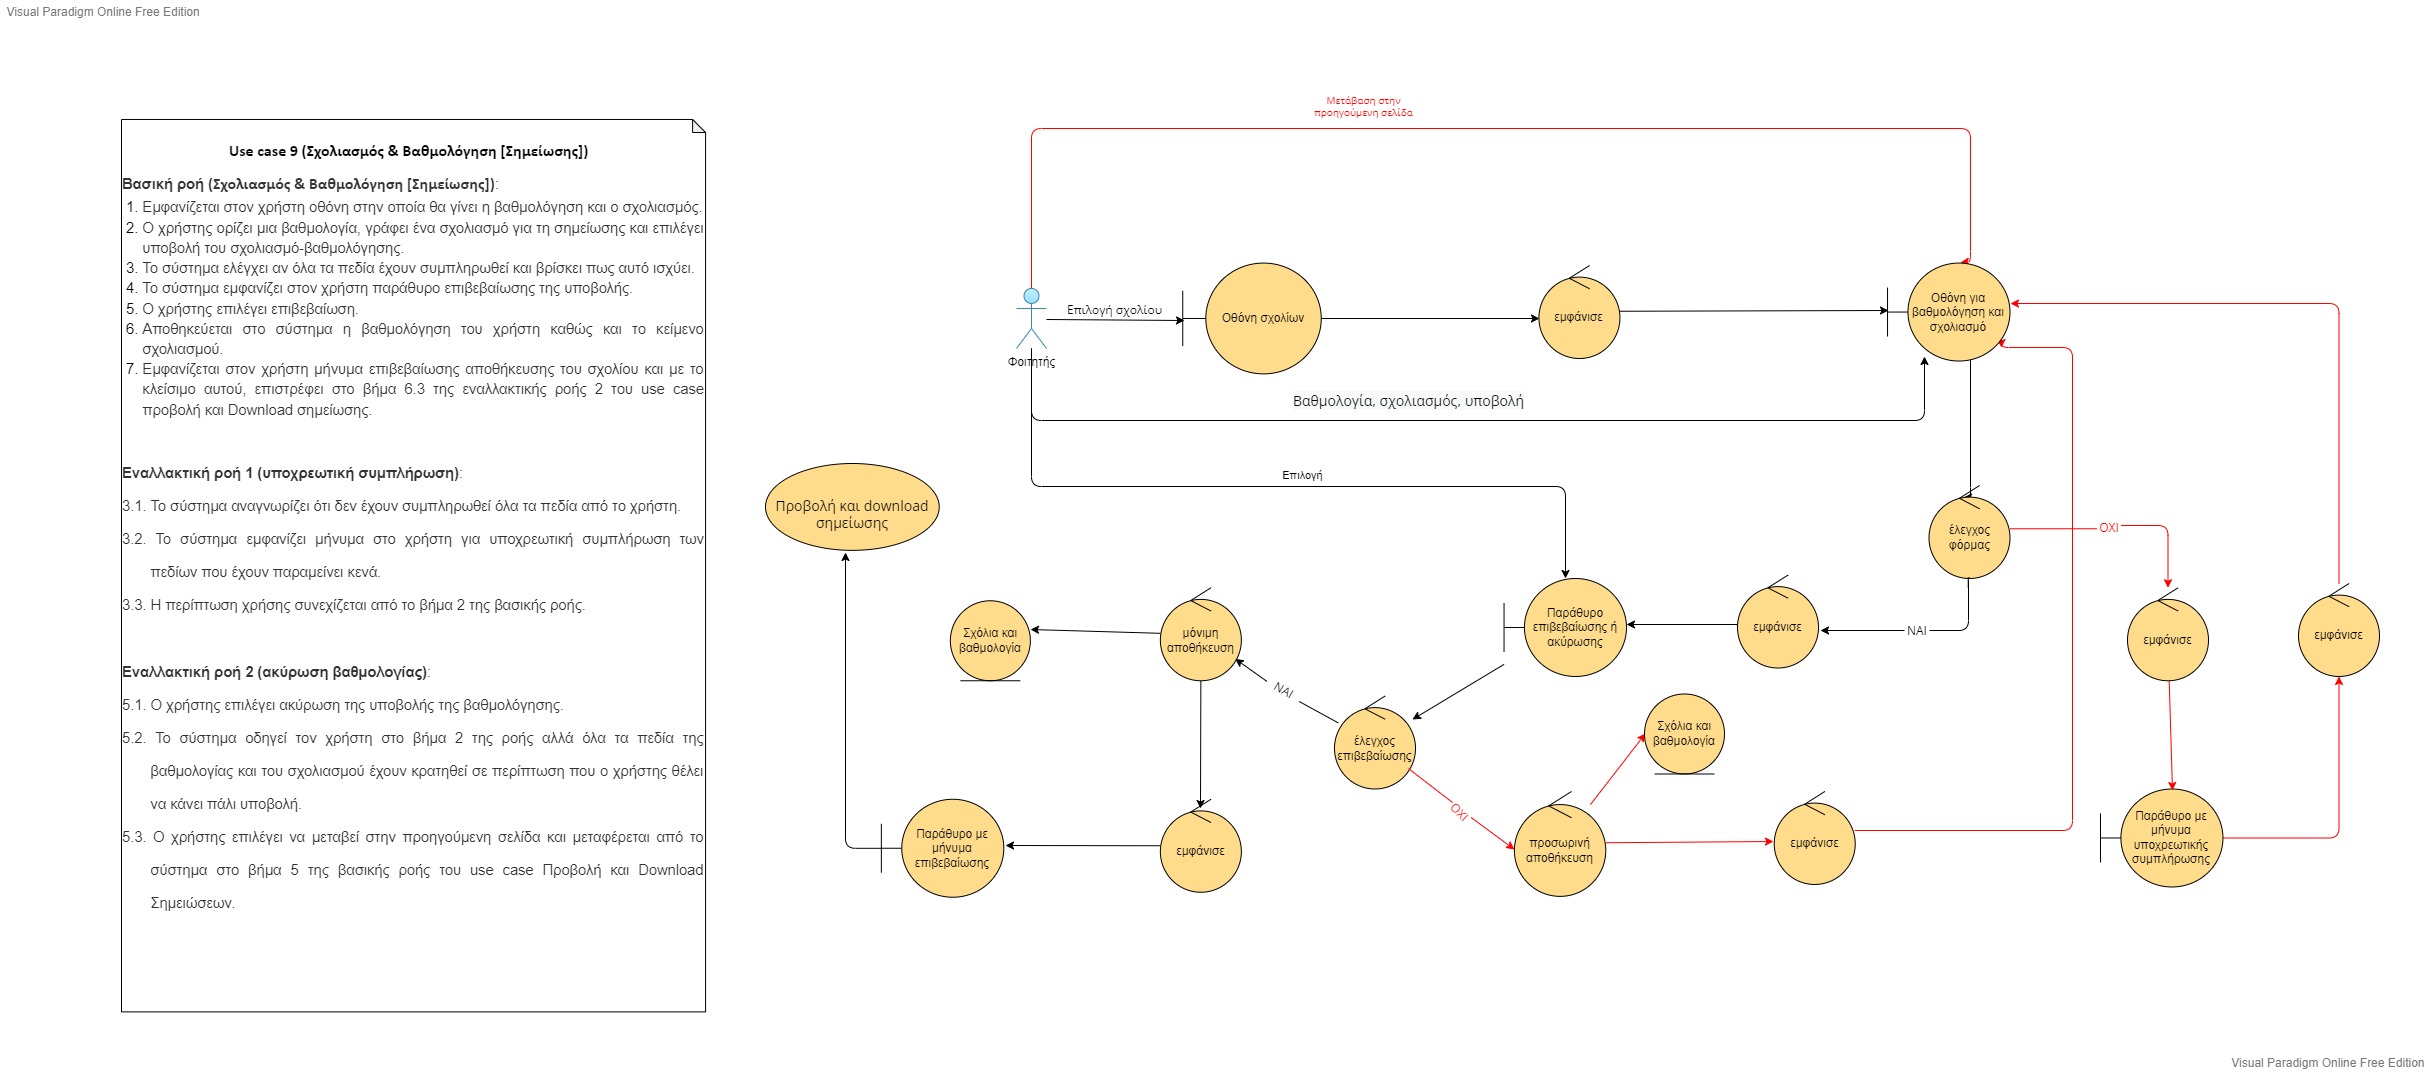 Visual Paradigm Online Free Edition
Use case 9 (Σχολιασμός & Βαθμολόγηση [Σημείωσης])
Βασική ροή (Σχολιασμός & Βαθμολόγηση [Σημείωσης]):
1. Εμφανίζεται στον χρήστη οθόνη στην οποία θα γίνει η βαθμολόγηση και ο σχολιασμός.
2. Ο χρήστης ορίζει μια βαθμολογία, γράφει ένα σχολιασμό για τη σημείωσης και επιλέγει
υποβολή του σχολιασμό-βαθμολόγησης.
3. Το σύστημα ελέγχει αν όλα τα πεδία έχουν συμπληρωθεί και βρίσκει πως αυτό ισχύει.
4. Το σύστημα εμφανίζει στον χρήστη παράθυρο επιβεβαίωσης της υποβολής.
5. Ο χρήστης επιλέγει επιβεβαίωση.
6. Αποθηκεύεται στο σύστημα η βαθμολόγηση του χρήστη καθώς και το κείμενο
σχολιασμού.
7. Εμφανίζεται στον χρήστη μήνυμα επιβεβαίωσης αποθήκευσης του σχολίου και με το
κλείσιμο αυτού, επιστρέφει στο βήμα 6.3 της εναλλακτικής ροής 2 του use case
προβολή και Download σημείωσης.
Εναλλακτική ροή 1 (υποχρεωτική συμπλήρωση):
3.1. Το σύστημα αναγνωρίζει ότι δεν έχουν συμπληρωθεί όλα τα πεδία από το χρήστη.
3.2. Το σύστημα εμφανίζει μήνυμα στο χρήστη για υποχρεωτική συμπλήρωση των
πεδίων που έχουν παραμείνει κενά.
3.3. Η περίπτωση χρήσης συνεχίζεται από το βήμα 2 της βασικής ροής.
Εναλλακτική ροή 2 (ακύρωση βαθμολογίας):
5.1. Ο χρήστης επιλέγει ακύρωση της υποβολής της βαθμολόγησης.
5.2. Το σύστημα οδηγεί τον χρήστη στο βήμα 2 της ροής αλλά όλα τα πεδία της
βαθμολογίας και του σχολιασμού έχουν κρατηθεί σε περίπτωση που ο χρήστης θέλει
να κάνει πάλι υποβολή.
5.3. Ο χρήστης επιλέγει να μεταβεί στην προηγούμενη σελίδα και μεταφέρεται από το
σύστημα στο βήμα 5 της βασικής ροής του use case Προβολή και Download
Σημειώσεων.
Μετάβαση στην
προηγούμενη σελίδα
Φοιτητής
Επιλογή σχολίου
Οθόνη σχολίων
εμφάνισε
Οθόνη για
βαθμολόγηση και
σχολιασμό
Βαθμολογία, σχολιασμός, υποβολή
Επιλογή
Προβολή και download
σημείωσης
έλεγχος
φόρμας
ΟΧΙ
ΝΑΙ
εμφάνισε
Παράθυρο
επιβεβαίωσης ή
ακύρωσης
μόνιμη
αποθήκευση
Σχόλια και
βαθμολογία
εμφάνισε
εμφάνισε
ΝΑΙ
έλεγχος
επιβεβαίωσης
ΟΧΙ
Σχόλια και
βαθμολογία
προσωρινή
αποθήκευση
εμφάνισε
εμφάνισε
Παράθυρο με
μήνυμα
επιβεβαίωσης
Παράθυρο με
μήνυμα
υποχρεωτικής
συμπλήρωσης
Visual Paradigm Online Free Edition